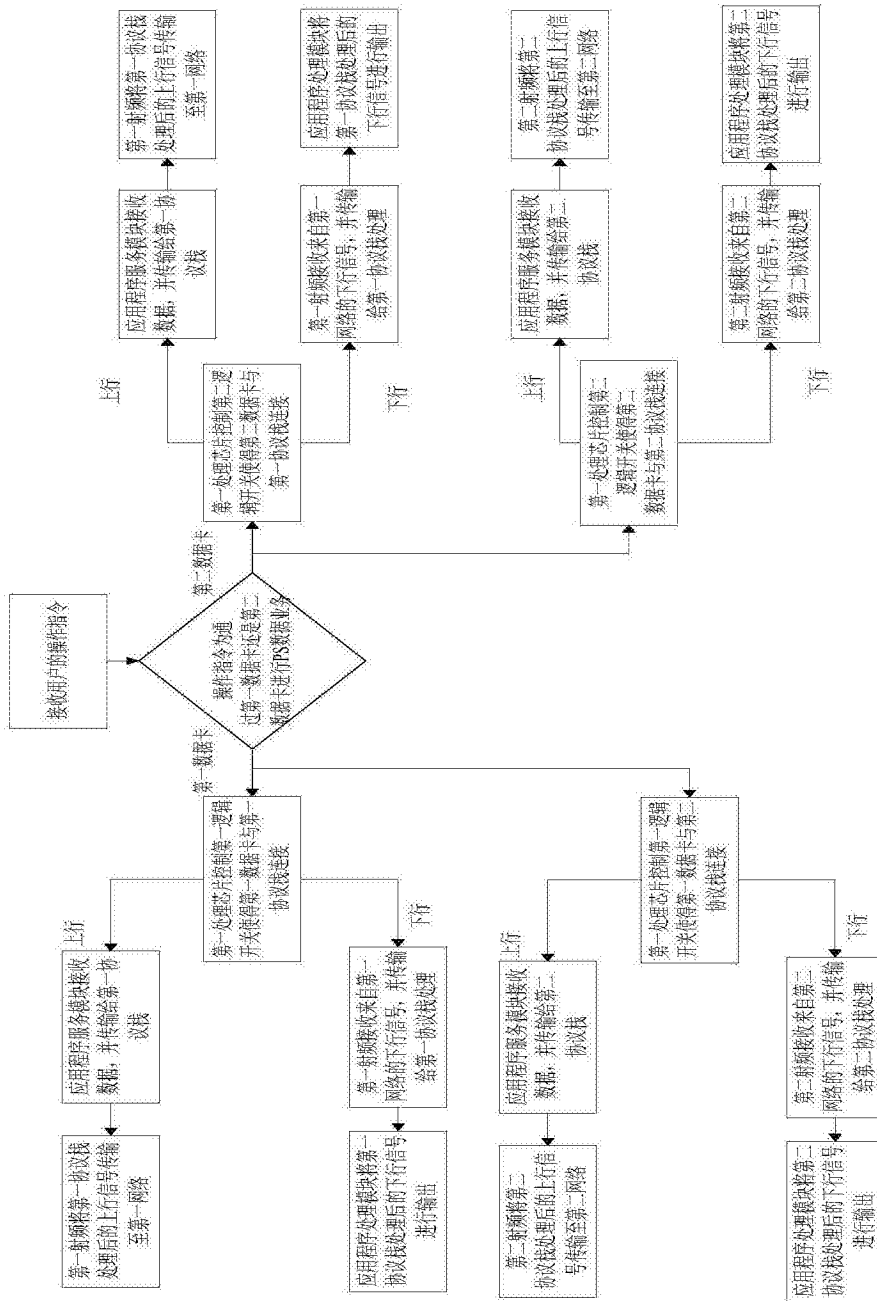 接收用户的操作指令
操作指令为通
过第一数据卡还是第二
数据卡进行PS数据业务
第一数据卡
第二数据卡
第一处理芯片控制第一逻辑
开关使得第一数据卡与第一
协议栈连接
上行
应用程序服务模块接收
数据，并传输给第一协
议栈
第一射频将第一协议栈
处理后的上行信号传输
至第一网络
下行
第一射频接收来自第一
网络的下行信号，并传输
给第一协议栈处理
应用程序处理模块将第一
协议栈处理后的下行信号
进行输出
第一处理芯片控制第一逻辑
开关使得第一数据卡与第二
协议栈连接
上行
应用程序服务模块接收
数据，并传输给第二
协议栈
第二射频将第二
协议栈处理后的上行信
号传输至第二网络
下行
第二射频接收来自第二
网络的下行信号，并传输
给第二协议栈处理
应用程序处理模块将第二
协议栈处理后的下行信号
进行输出
第一处理芯片控制第二逻
辑开关使得第二数据卡与
第一协议栈连接
上行
应用程序服务模块接收
数据，并传输给第一协
议栈
第一射频将第一协议栈
处理后的上行信号传输
至第一网络
下行
第一射频接收来自第一
网络的下行信号，并传输
给第一协议栈处理
应用程序处理模块将
第一协议栈处理后的
下行信号进行输出
第一处理芯片控制第二
逻辑开关使得第二
数据卡与第二协议栈连接
上行
应用程序服务模块接收
数据，并传输给第二
协议栈
第二射频将第二
协议栈处理后的上行信
号传输至第二网络
下行
第二射频接收来自第二
网络的下行信号，并传输
给第二协议栈处理
应用程序处理模块将第二
协议栈处理后的下行信号
进行输出